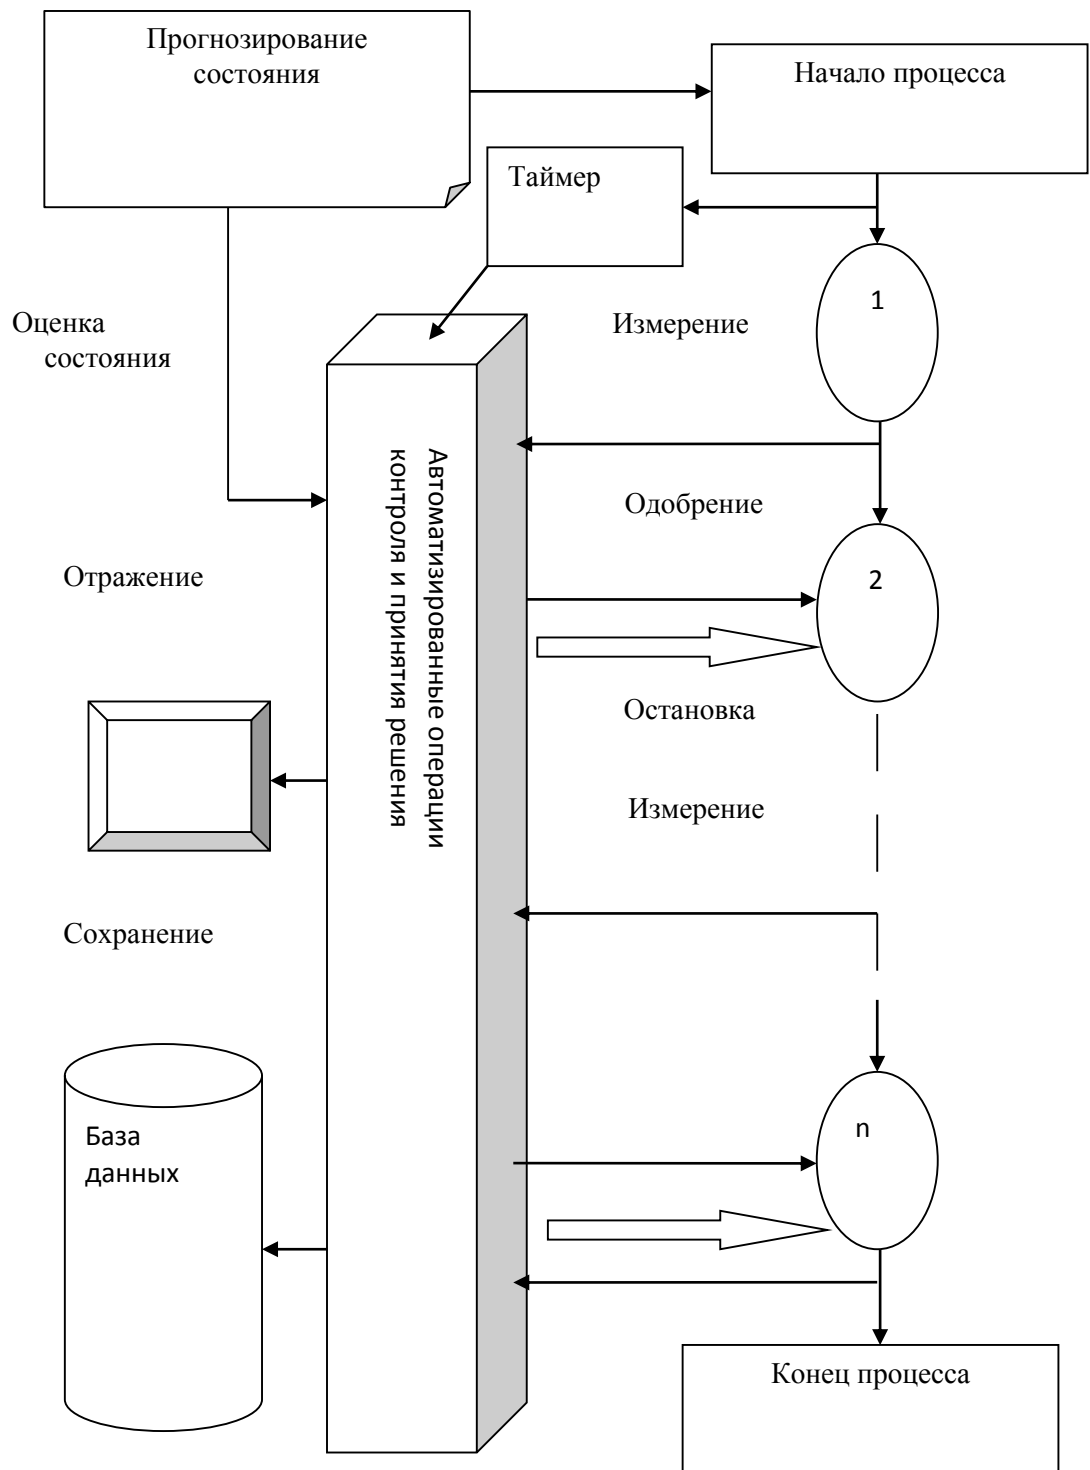 Прогнозирование
состояния
Начало процесса
Таймер
1
Измерение
Оценка
состояния
Автоматизированные операции
контроля и принятия решения
Одобрение
Отражение
2
Остановка
Измерение
Сохранение
База
данных
n
Конец процесса